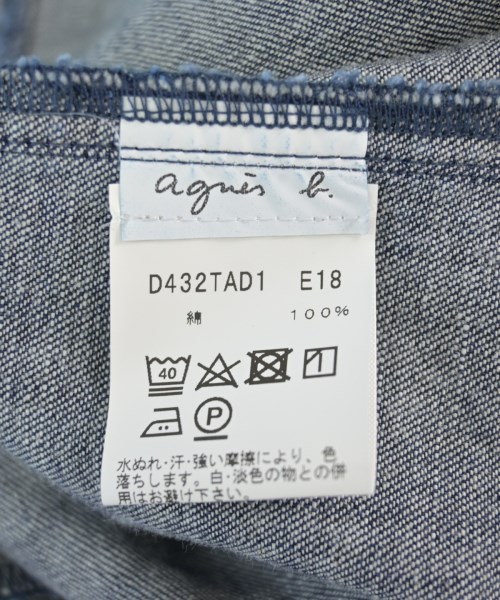 agnès b.
D432TAD1 E18
綿 100%
40
P
水ぬれ・汗・強い摩擦により、色
落ちします。白・淡色の物との併
用はお避け下さい。